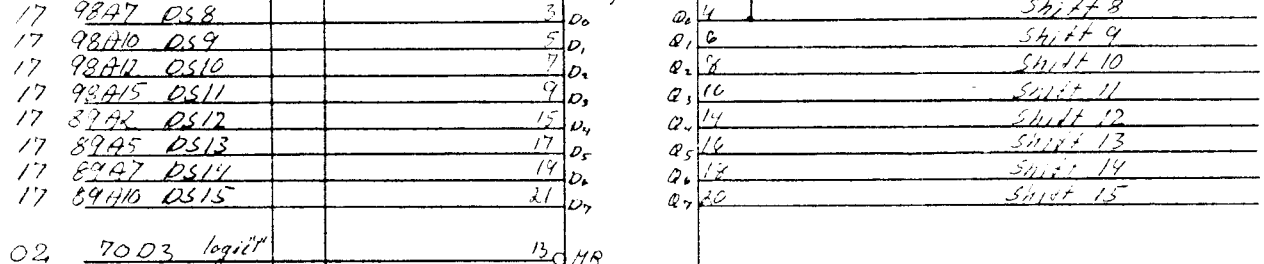 17 98A7 DS8 3 D0 Q0 4 Shift 8
17 98A10 DS9 5 D1 Q1 6 Shift 9
17 98A12 DS10 7 D2 Q2 8 Shift 10
17 98A15 DS11 9 D3 Q3 10 Shift 11
17 89A2 DS12 15 D4 Q4 14 Shift 12
17 89A5 DS13 17 D5 Q5 16 Shift 13
17 89A7 DS14 19 D6 Q6 18 Shift 14
17 89A10 DS15 21 D7 Q7 20 Shift 15
02 70D3 logic"1" 13 MR